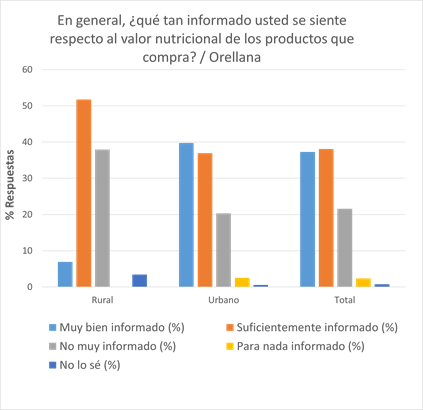 En general, ¿qué tan informado usted se siente
respecto al valor nutricional de los productos que
compra? / Orellana
% Respuestas
60
50
40
30
20
10
0
Rural
Urbano
Total
Muy bien informado (%)
Suficientemente informado (%)
No muy informado (%)
Para nada informado (%)
No lo sé (%)